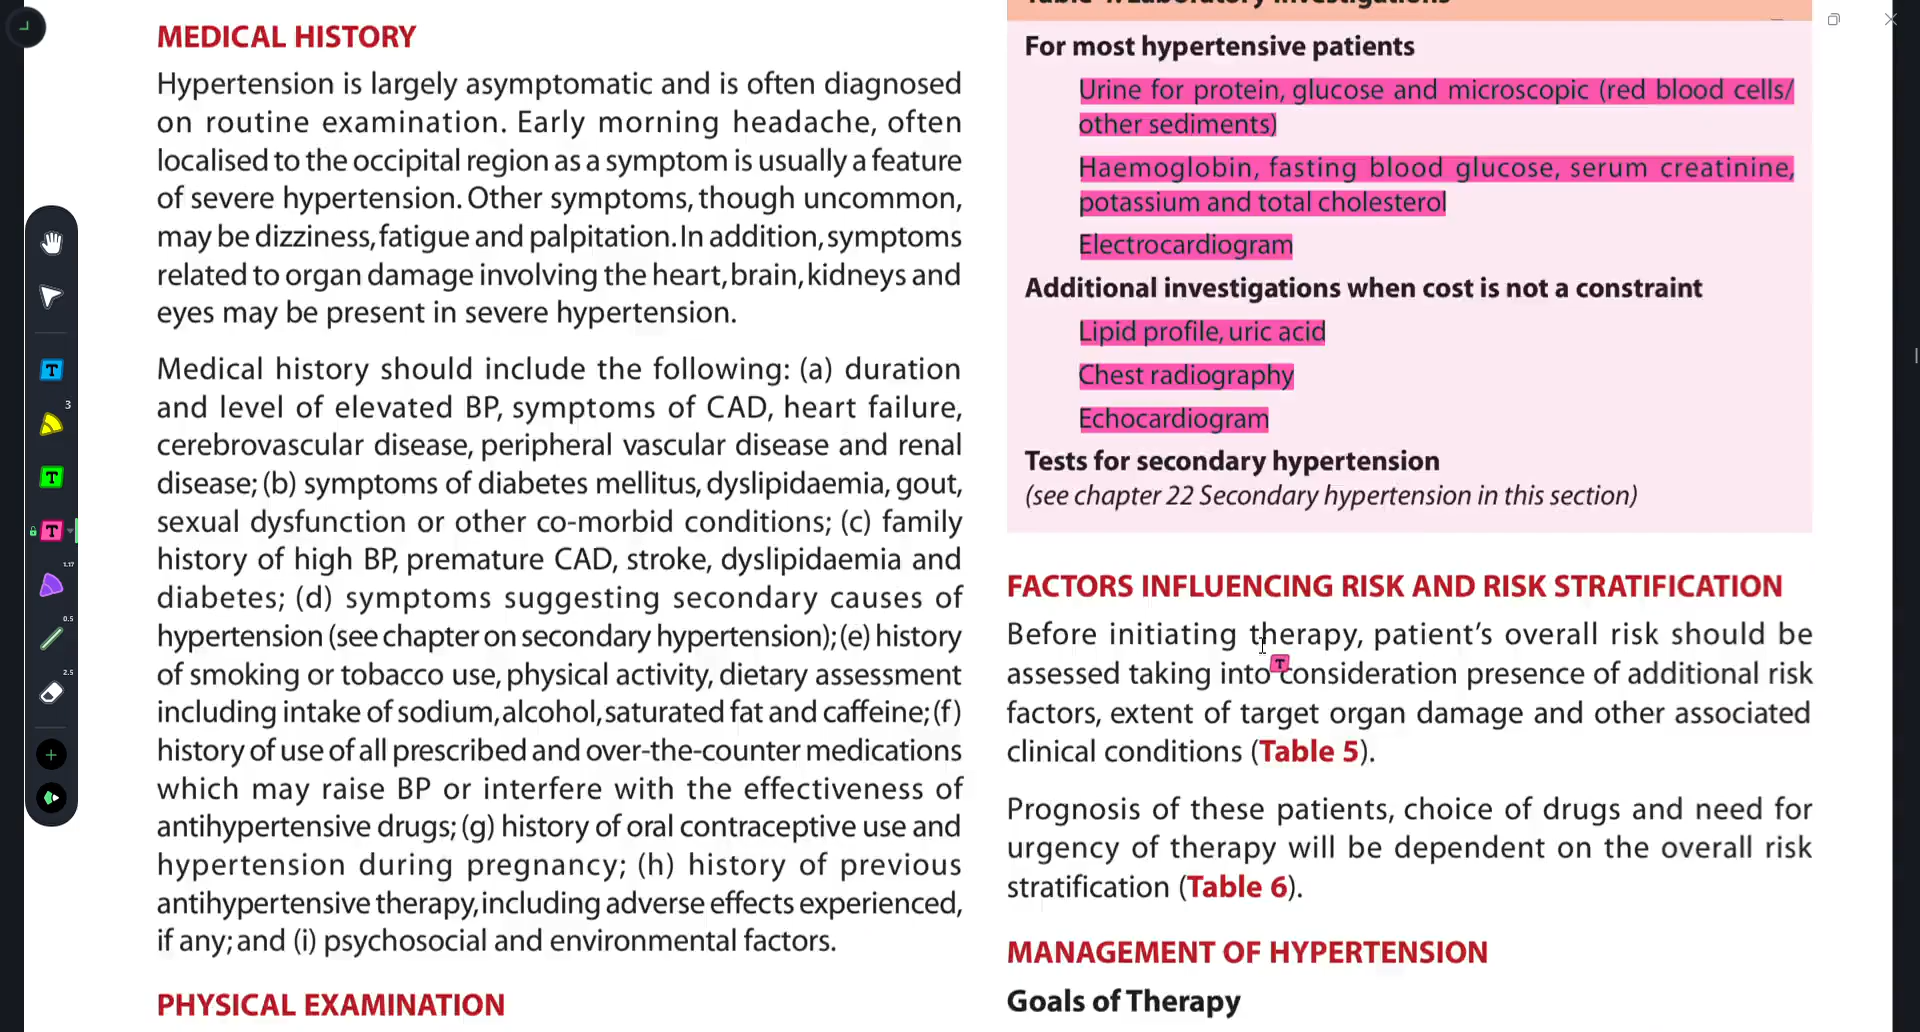 MEDICAL HISTORY
Hypertension is largely asymptomatic and is often diagnosed
on routine examination. Early morning headache, often
localised to the occipital region as a symptom is usually a feature
of severe hypertension. Other symptoms, though uncommon,
may be dizziness, fatigue and palpitation. In addition, symptoms
related to organ damage involving the heart, brain, kidneys and
eyes may be present in severe hypertension.
Medical history should include the following: (a) duration
and level of elevated BP, symptoms of CAD, heart failure,
cerebrovascular disease, peripheral vascular disease and renal
disease; (b) symptoms of diabetes mellitus, dyslipidaemia, gout,
sexual dysfunction or other co-morbid conditions; (c) family
history of high BP, premature CAD, stroke, dyslipidaemia and
diabetes; (d) symptoms suggesting secondary causes of
hypertension (see chapter on secondary hypertension); (e) history
of smoking or tobacco use, physical activity, dietary assessment
including intake of sodium, alcohol, saturated fat and caffeine; (f)
history of use of all prescribed and over-the-counter medications
which may raise BP or interfere with the effectiveness of
antihypertensive drugs; (g) history of oral contraceptive use and
hypertension during pregnancy; (h) history of previous
antihypertensive therapy, including adverse effects experienced,
if any; and (i) psychosocial and environmental factors.
PHYSICAL EXAMINATION
Table 4. Laboratory Investigations
For most hypertensive patients
Urine for protein, glucose and microscopic (red blood cells/
other sediments)
Haemoglobin, fasting blood glucose, serum creatinine,
potassium and total cholesterol
Electrocardiogram
Additional investigations when cost is not a constraint
Lipid profile, uric acid
Chest radiography
Echocardiogram
Tests for secondary hypertension
(see chapter 22 Secondary hypertension in this section)
FACTORS INFLUENCING RISK AND RISK STRATIFICATION
Before initiating therapy, patient's overall risk should be
assessed taking into consideration presence of additional risk
factors, extent of target organ damage and other associated
clinical conditions (Table 5).
Prognosis of these patients, choice of drugs and need for
urgency of therapy will be dependent on the overall risk
stratification (Table 6).
MANAGEMENT OF HYPERTENSION
Goals of Therapy
T
3
T
T
1.17
0.5
2.5
T